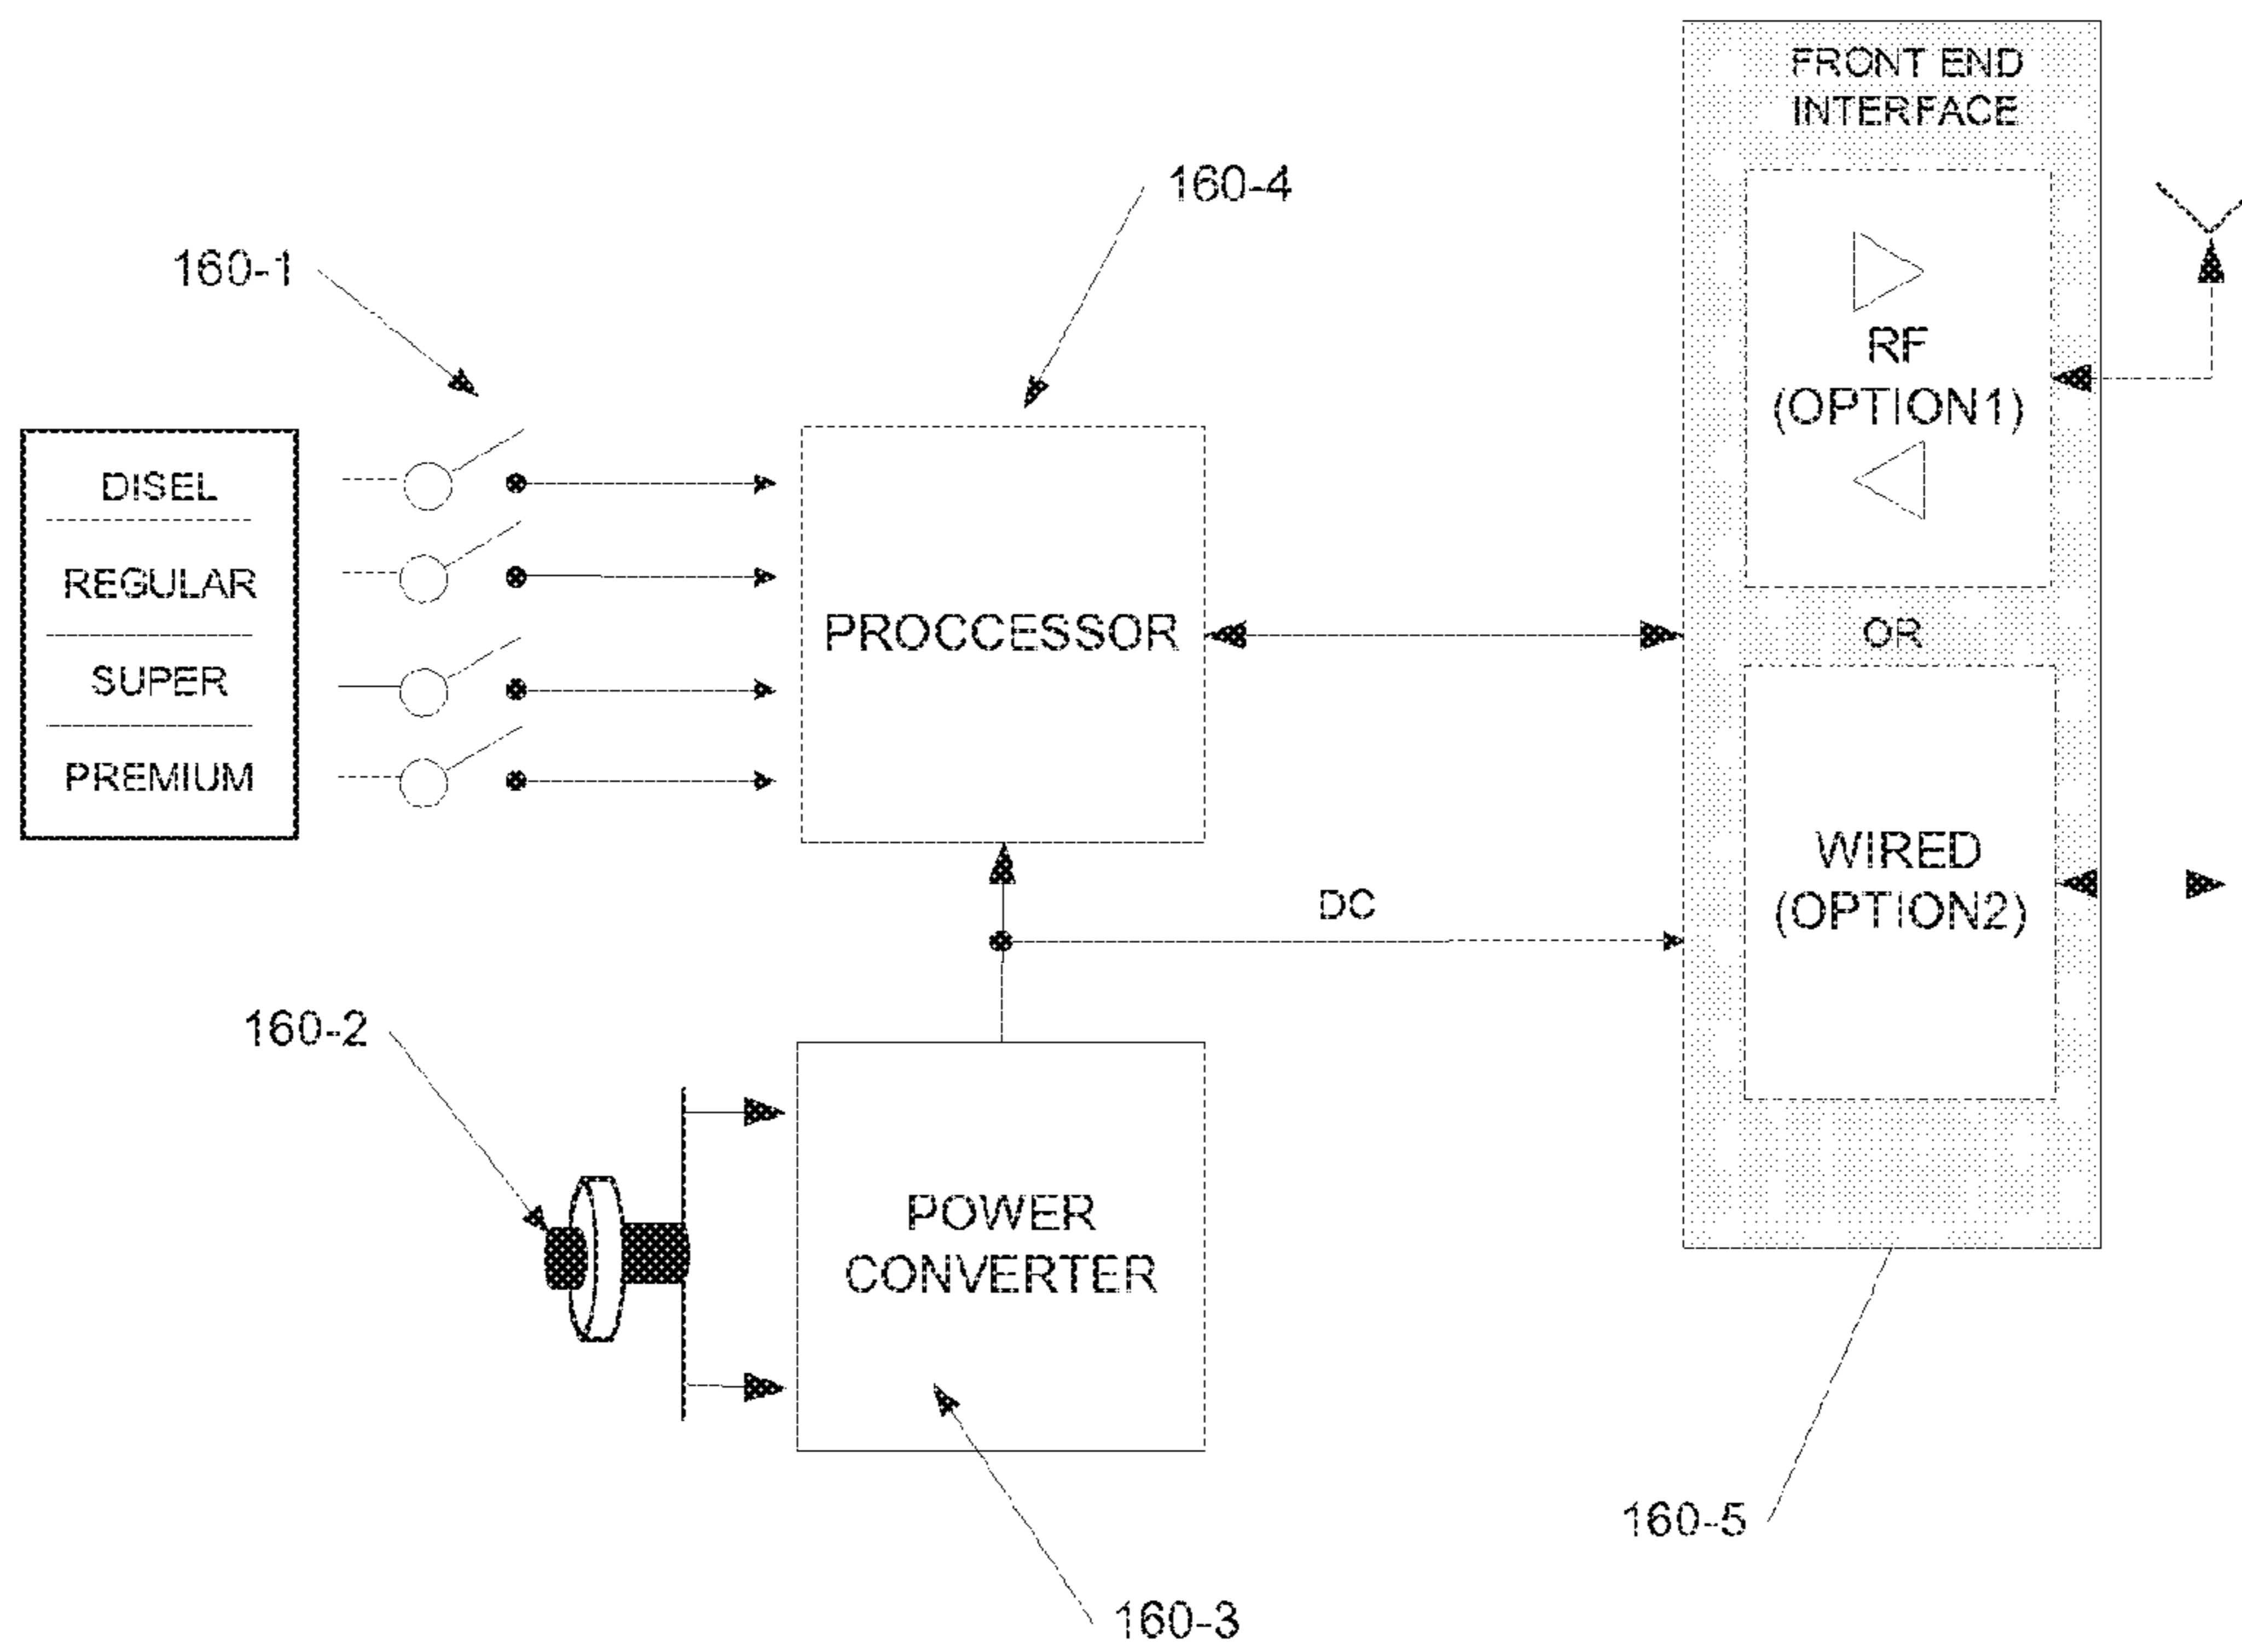 FRONT END
INTERFACE
160-4
160-1
RF
(OPTION1)
DISEL
REGULAR
SUPER
PREMIUM
PROCCESSOR
OR
WIRED
(OPTION2)
DC
160-2
POWER
CONVERTER
160-5
160-3